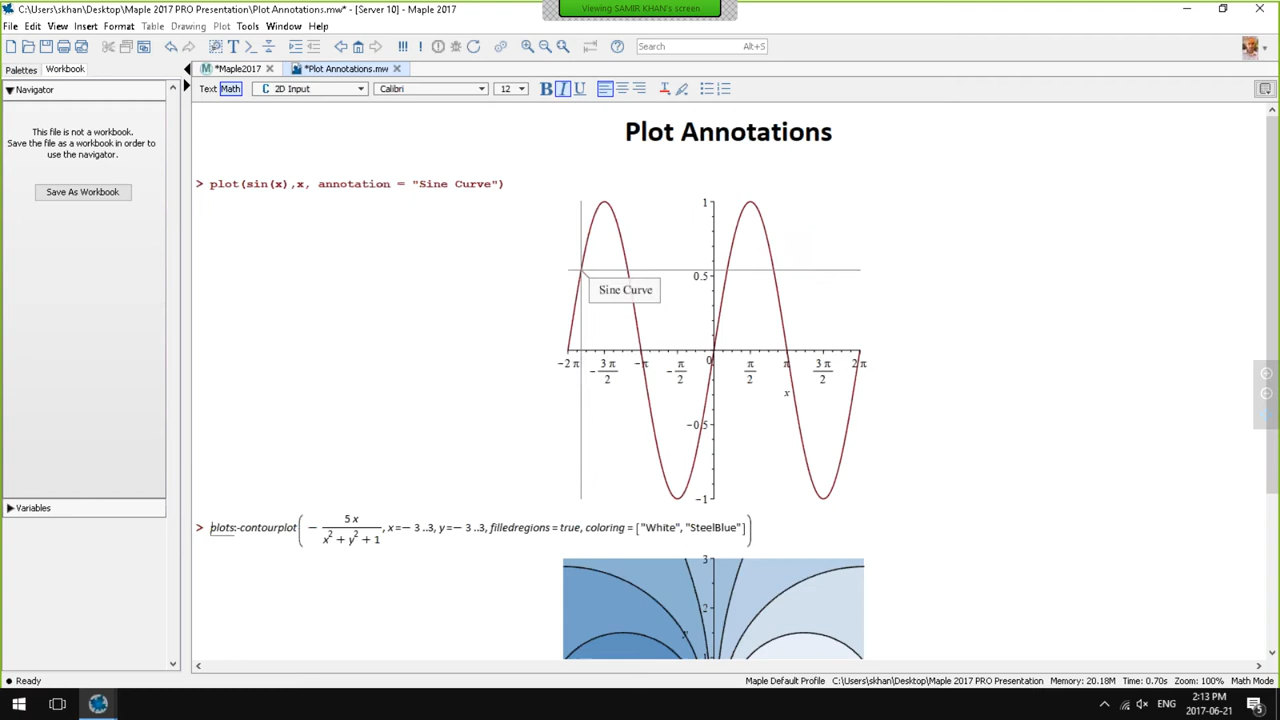 Viewing SAMIR KHAN's screen
C:\Users\skhan\Desktop\Maple 2017 PRO Presentation\Plot Annotations.mw* - [Server 10] - Maple 2017
File Edit View Insert Format Table Drawing Plot Tools Window Help
Search Alt+S
Palettes Workbook
*Maple2017 *Plot Annotations.mw
Navigator
Text Math C 2D Input Calibri 12 B I U
This file is not a workbook.
Save the file as a workbook in order to
use the navigator.
Save As Workbook
Variables
Plot Annotations
> plot(sin(x),x, annotation = "Sine Curve")
1
0.5
Sine Curve
0
−2 π −3 π/2 −π −π/2 π/2 π 3 π/2 2 π
x
−0.5
−1
> plots:-contourplot(− 5 x / x² + y² + 1, x=− 3 ..3, y=− 3 ..3, filledregions = true, coloring = ["White", "SteelBlue"])
3
2
y
1
Ready
Maple Default Profile C:\Users\skhan\Desktop\Maple 2017 PRO Presentation Memory: 20.18M Time: 0.70s Zoom: 100% Math Mode
ENG
2:13 PM
2017-06-21
5